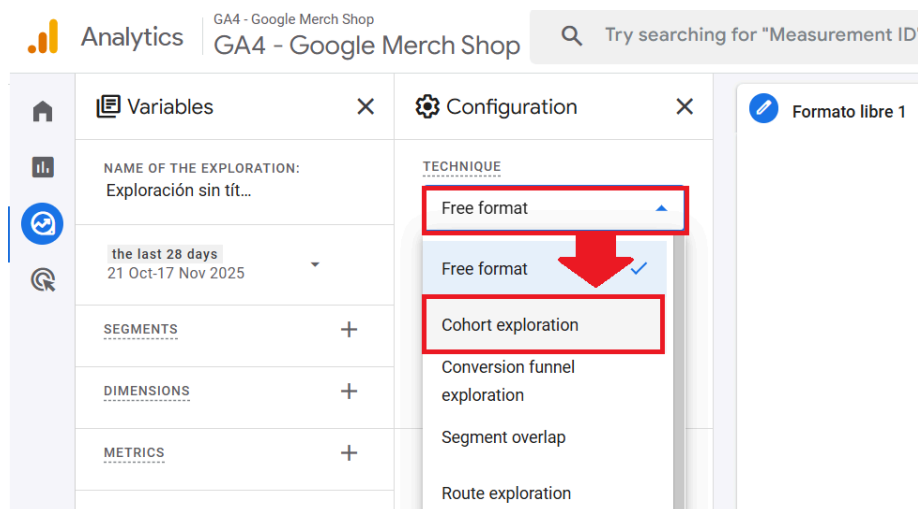 Analytics
GA4 - Google Merch Shop
GA4 - Google Merch Shop
Try searching for "Measurement ID"
Variables
Configuration
Formato libre 1
NAME OF THE EXPLORATION:
Exploración sin tít...
TECHNIQUE
Free format
the last 28 days
21 Oct-17 Nov 2025
Free format
Cohort exploration
SEGMENTS
Conversion funnel
exploration
DIMENSIONS
Segment overlap
METRICS
Route exploration